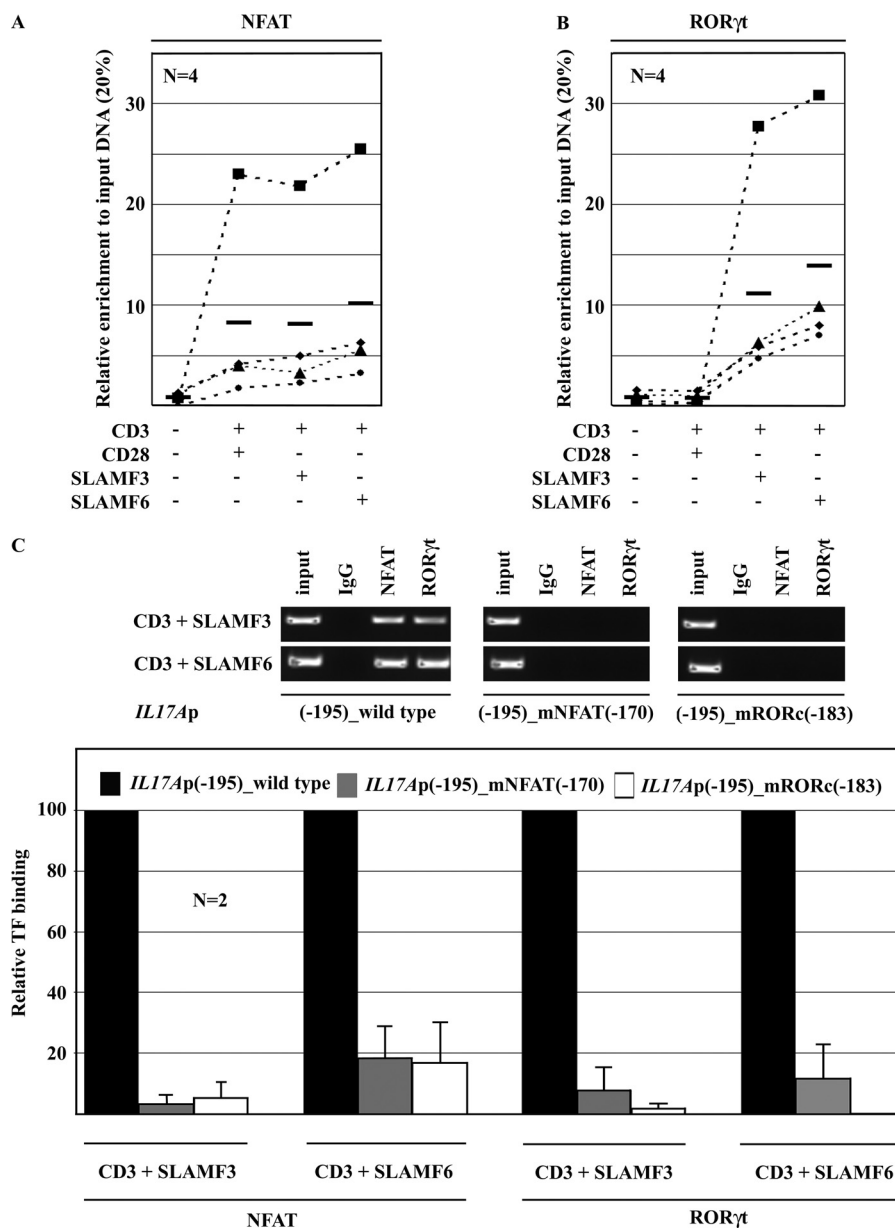 A
NFAT
Relative enrichment to input DNA (20%)
N=4
30
20
10
CD3 - + + +
CD28 - + - -
SLAMF3 - - + -
SLAMF6 - - - +
B
RORγt
Relative enrichment to input DNA (20%)
N=4
30
20
10
CD3 - + + +
CD28 - + - -
SLAMF3 - - + -
SLAMF6 - - - +
C
input IgG NFAT RORγt input IgG NFAT RORγt input IgG NFAT RORγt
CD3 + SLAMF3
CD3 + SLAMF6
IL17Ap (-195)_wild type (-195)_mNFAT(-170) (-195)_mRORc(-183)
IL17Ap(-195)_wild type IL17Ap(-195)_mNFAT(-170) IL17Ap(-195)_mRORc(-183)
Relative TF binding
100
80
60
40
20
N=2
CD3 + SLAMF3 CD3 + SLAMF6 CD3 + SLAMF3 CD3 + SLAMF6
NFAT RORγt